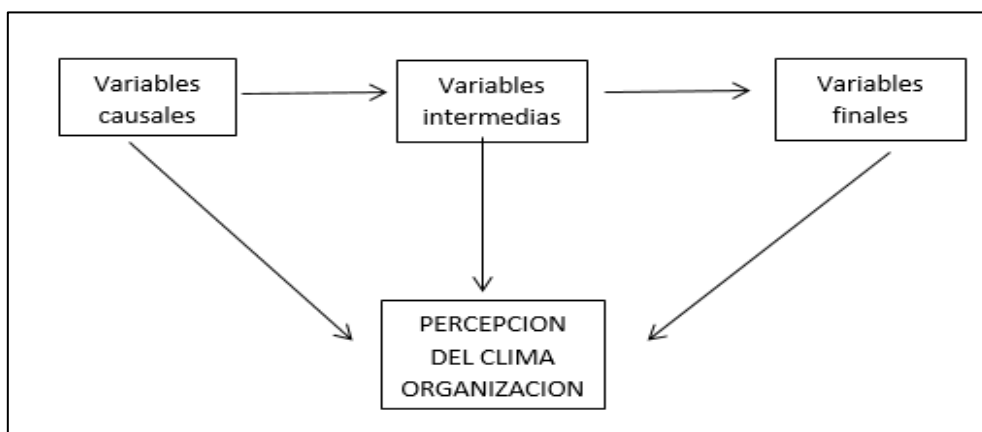 Variables
causales
Variables
intermedias
Variables
finales
PERCEPCION
DEL CLIMA
ORGANIZACION